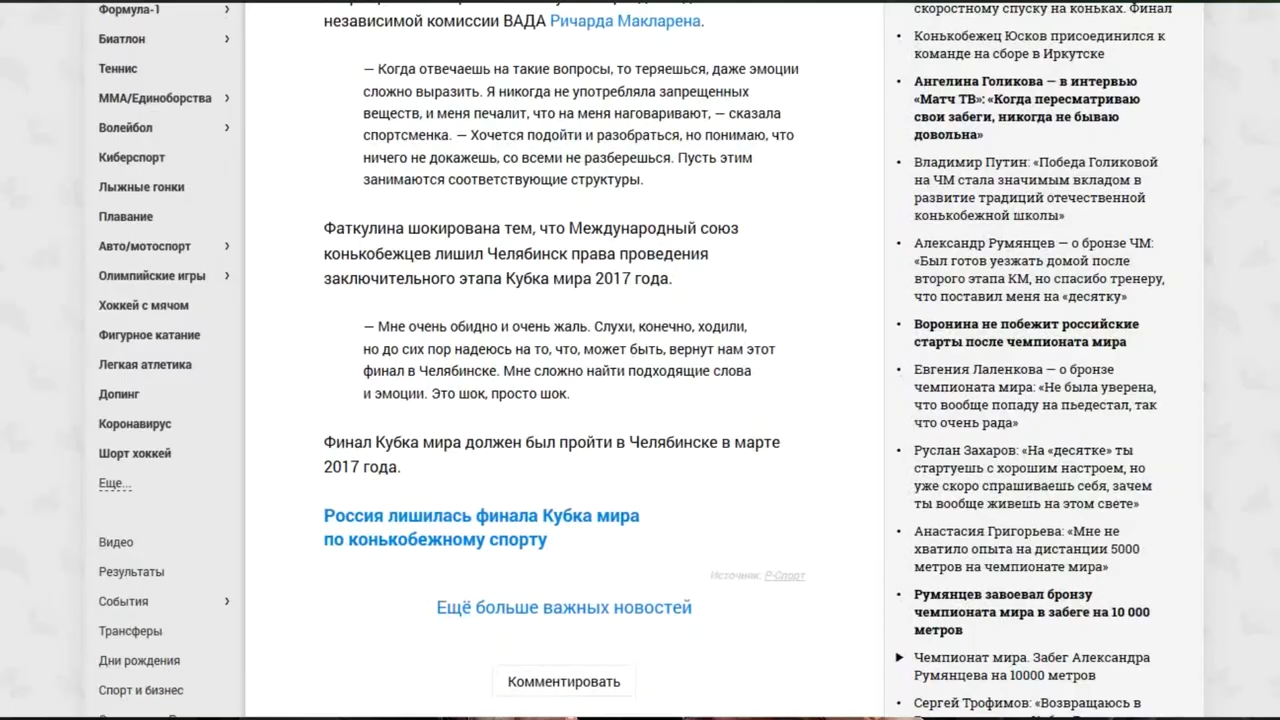 Формула-1
Биатлон
Теннис
ММА/Единоборства
Волейбол
Киберспорт
Лыжные гонки
Плавание
Авто/мотоспорт
Олимпийские игры
Хоккей с мячом
Фигурное катание
Легкая атлетика
Допинг
Коронавирус
Шорт хоккей
Еще...
Видео
Результаты
События
Трансферы
Дни рождения
Спорт и бизнес
независимой комиссии ВАДА Ричарда Макларена.
— Когда отвечаешь на такие вопросы, то теряешься, даже эмоции
сложно выразить. Я никогда не употребляла запрещенных
веществ, и меня печалит, что на меня наговаривают, — сказала
спортсменка. — Хочется подойти и разобраться, но понимаю, что
ничего не докажешь, со всеми не разберешься. Пусть этим
занимаются соответствующие структуры.
Фаткулина шокирована тем, что Международный союз
конькобежцев лишил Челябинск права проведения
заключительного этапа Кубка мира 2017 года.
— Мне очень обидно и очень жаль. Слухи, конечно, ходили,
но до сих пор надеюсь на то, что, может быть, вернут нам этот
финал в Челябинске. Мне сложно найти подходящие слова
и эмоции. Это шок, просто шок.
Финал Кубка мира должен был пройти в Челябинске в марте
2017 года.
Россия лишилась финала Кубка мира
по конькобежному спорту
Источник: Р-Спорт
Ещё больше важных новостей
Комментировать
скоростному спуску на коньках. Финал
• Конькобежец Юсков присоединился к
команде на сборе в Иркутске
• Ангелина Голикова — в интервью
«Матч ТВ»: «Когда пересматриваю
свои забеги, никогда не бываю
довольна»
• Владимир Путин: «Победа Голиковой
на ЧМ стала значимым вкладом в
развитие традиций отечественной
конькобежной школы»
• Александр Румянцев — о бронзе ЧМ:
«Был готов уезжать домой после
второго этапа КМ, но спасибо тренеру,
что поставил меня на «десятку»
• Воронина не побежит российские
старты после чемпионата мира
• Евгения Лаленкова — о бронзе
чемпионата мира: «Не была уверена,
что вообще попаду на пьедестал, так
что очень рада»
• Руслан Захаров: «На «десятке» ты
стартуешь с хорошим настроем, но
уже скоро спрашиваешь себя, зачем
ты вообще живешь на этом свете»
• Анастасия Григорьева: «Мне не
хватило опыта на дистанции 5000
метров на чемпионате мира»
• Румянцев завоевал бронзу
чемпионата мира в забеге на 10 000
метров
Чемпионат мира. Забег Александра
Румянцева на 10000 метров
• Сергей Трофимов: «Возвращаюсь в